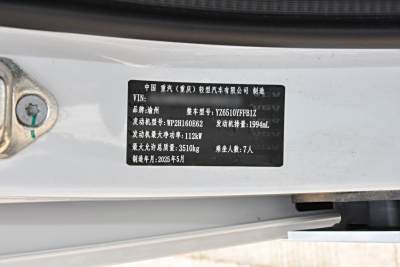 中国 重汽(重庆)轻型汽车有限公司 制造
VIN:
品牌:渝州 整车型号:YZ6510YFFB1Z
发动机型号:WP2H160E62 发动机排量:1994mL
发动机最大净功率:112kW
最大允许总质量:3510kg 乘坐人数:7人
制造年月:2025年5月